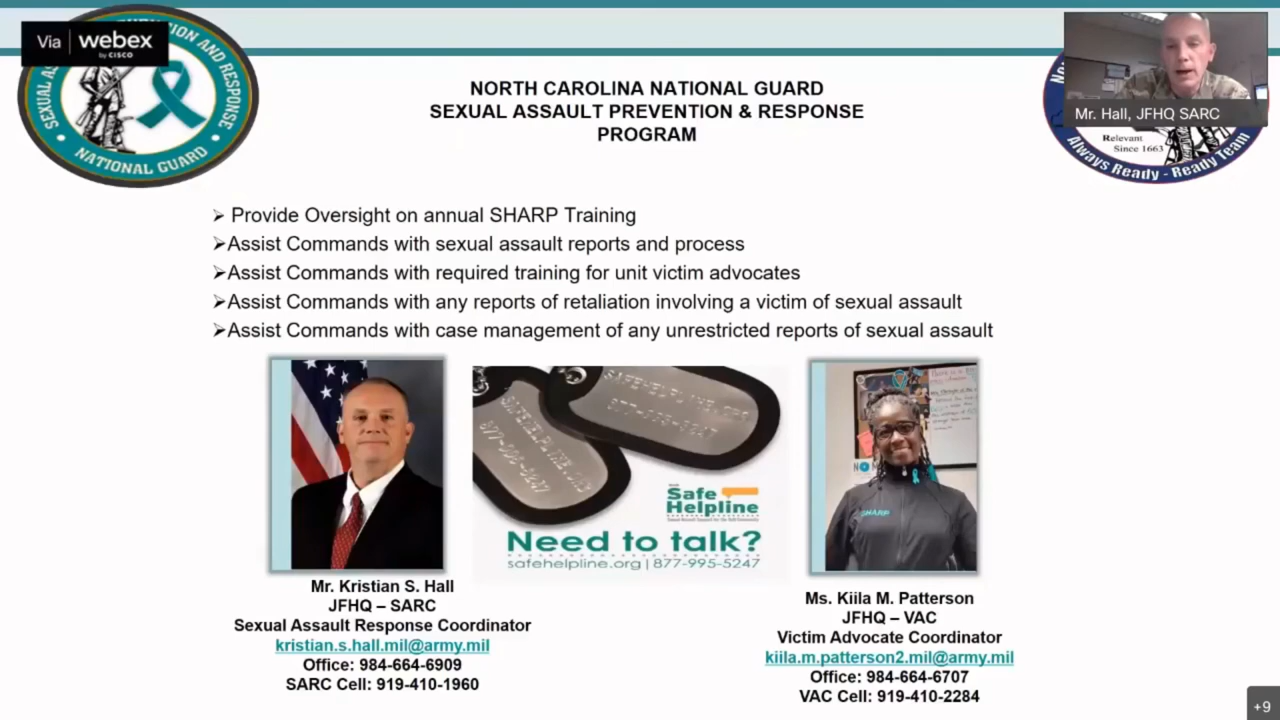 Via webex
by CISCO
SEXUAL AS
ION AND RESPONSE
NATIONAL GUARD
NORTH CAROLINA NATIONAL GUARD
SEXUAL ASSAULT PREVENTION & RESPONSE
PROGRAM
Mr. Hall, JFHQ SARC
Relevant
Since 1663
Always Ready - Ready Team
➢ Provide Oversight on annual SHARP Training
➢Assist Commands with sexual assault reports and process
➢Assist Commands with required training for unit victim advocates
➢Assist Commands with any reports of retaliation involving a victim of sexual assault
➢Assist Commands with case management of any unrestricted reports of sexual assault
Safe
Helpline
Need to talk?
safehelpline.org | 877-995-5247
SHARP
Mr. Kristian S. Hall
JFHQ – SARC
Sexual Assault Response Coordinator
kristian.s.hall.mil@army.mil
Office: 984-664-6909
SARC Cell: 919-410-1960
Ms. Kiila M. Patterson
JFHQ – VAC
Victim Advocate Coordinator
kiila.m.patterson2.mil@army.mil
Office: 984-664-6707
VAC Cell: 919-410-2284
+9